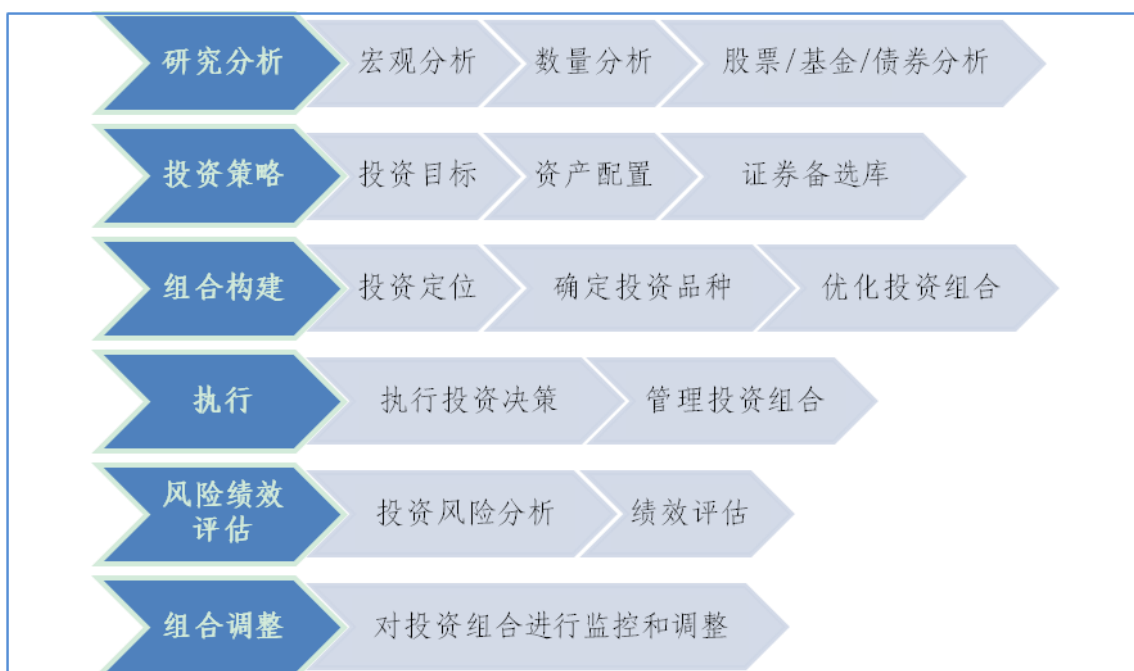 研究分析 宏观分析 数量分析 股票/基金/债券分析
投资策略 投资目标 资产配置 证券备选库
组合构建 投资定位 确定投资品种 优化投资组合
执行 执行投资决策 管理投资组合
风险绩效
评估 投资风险分析 绩效评估
组合调整 对投资组合进行监控和调整